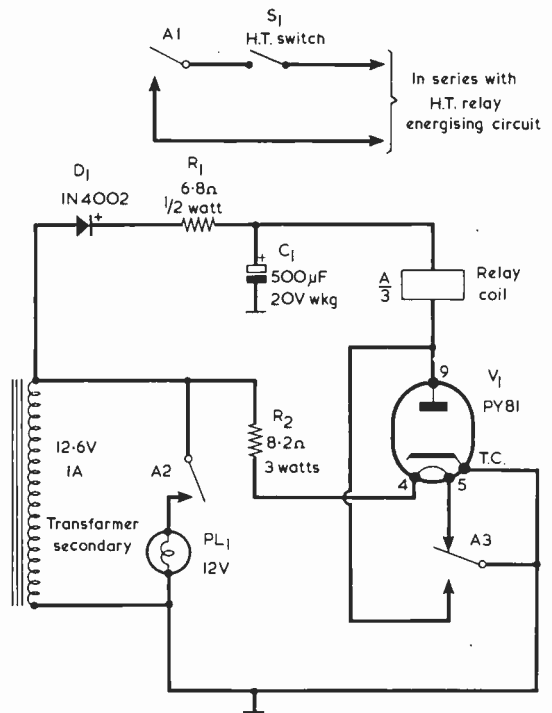 S1
H.T. switch
A1
In series with
H.T. relay
energising circuit
D1
IN4002
+
R1
6·8Ω
1/2 watt
+
C1
500μF
20V wkg
A/3
Relay
coil
9
V1
PY81
T.C.
4
5
R2
8·2Ω
3 watts
12·6V
1A
A2
Transfarmer
secondary
PL1
12V
A3